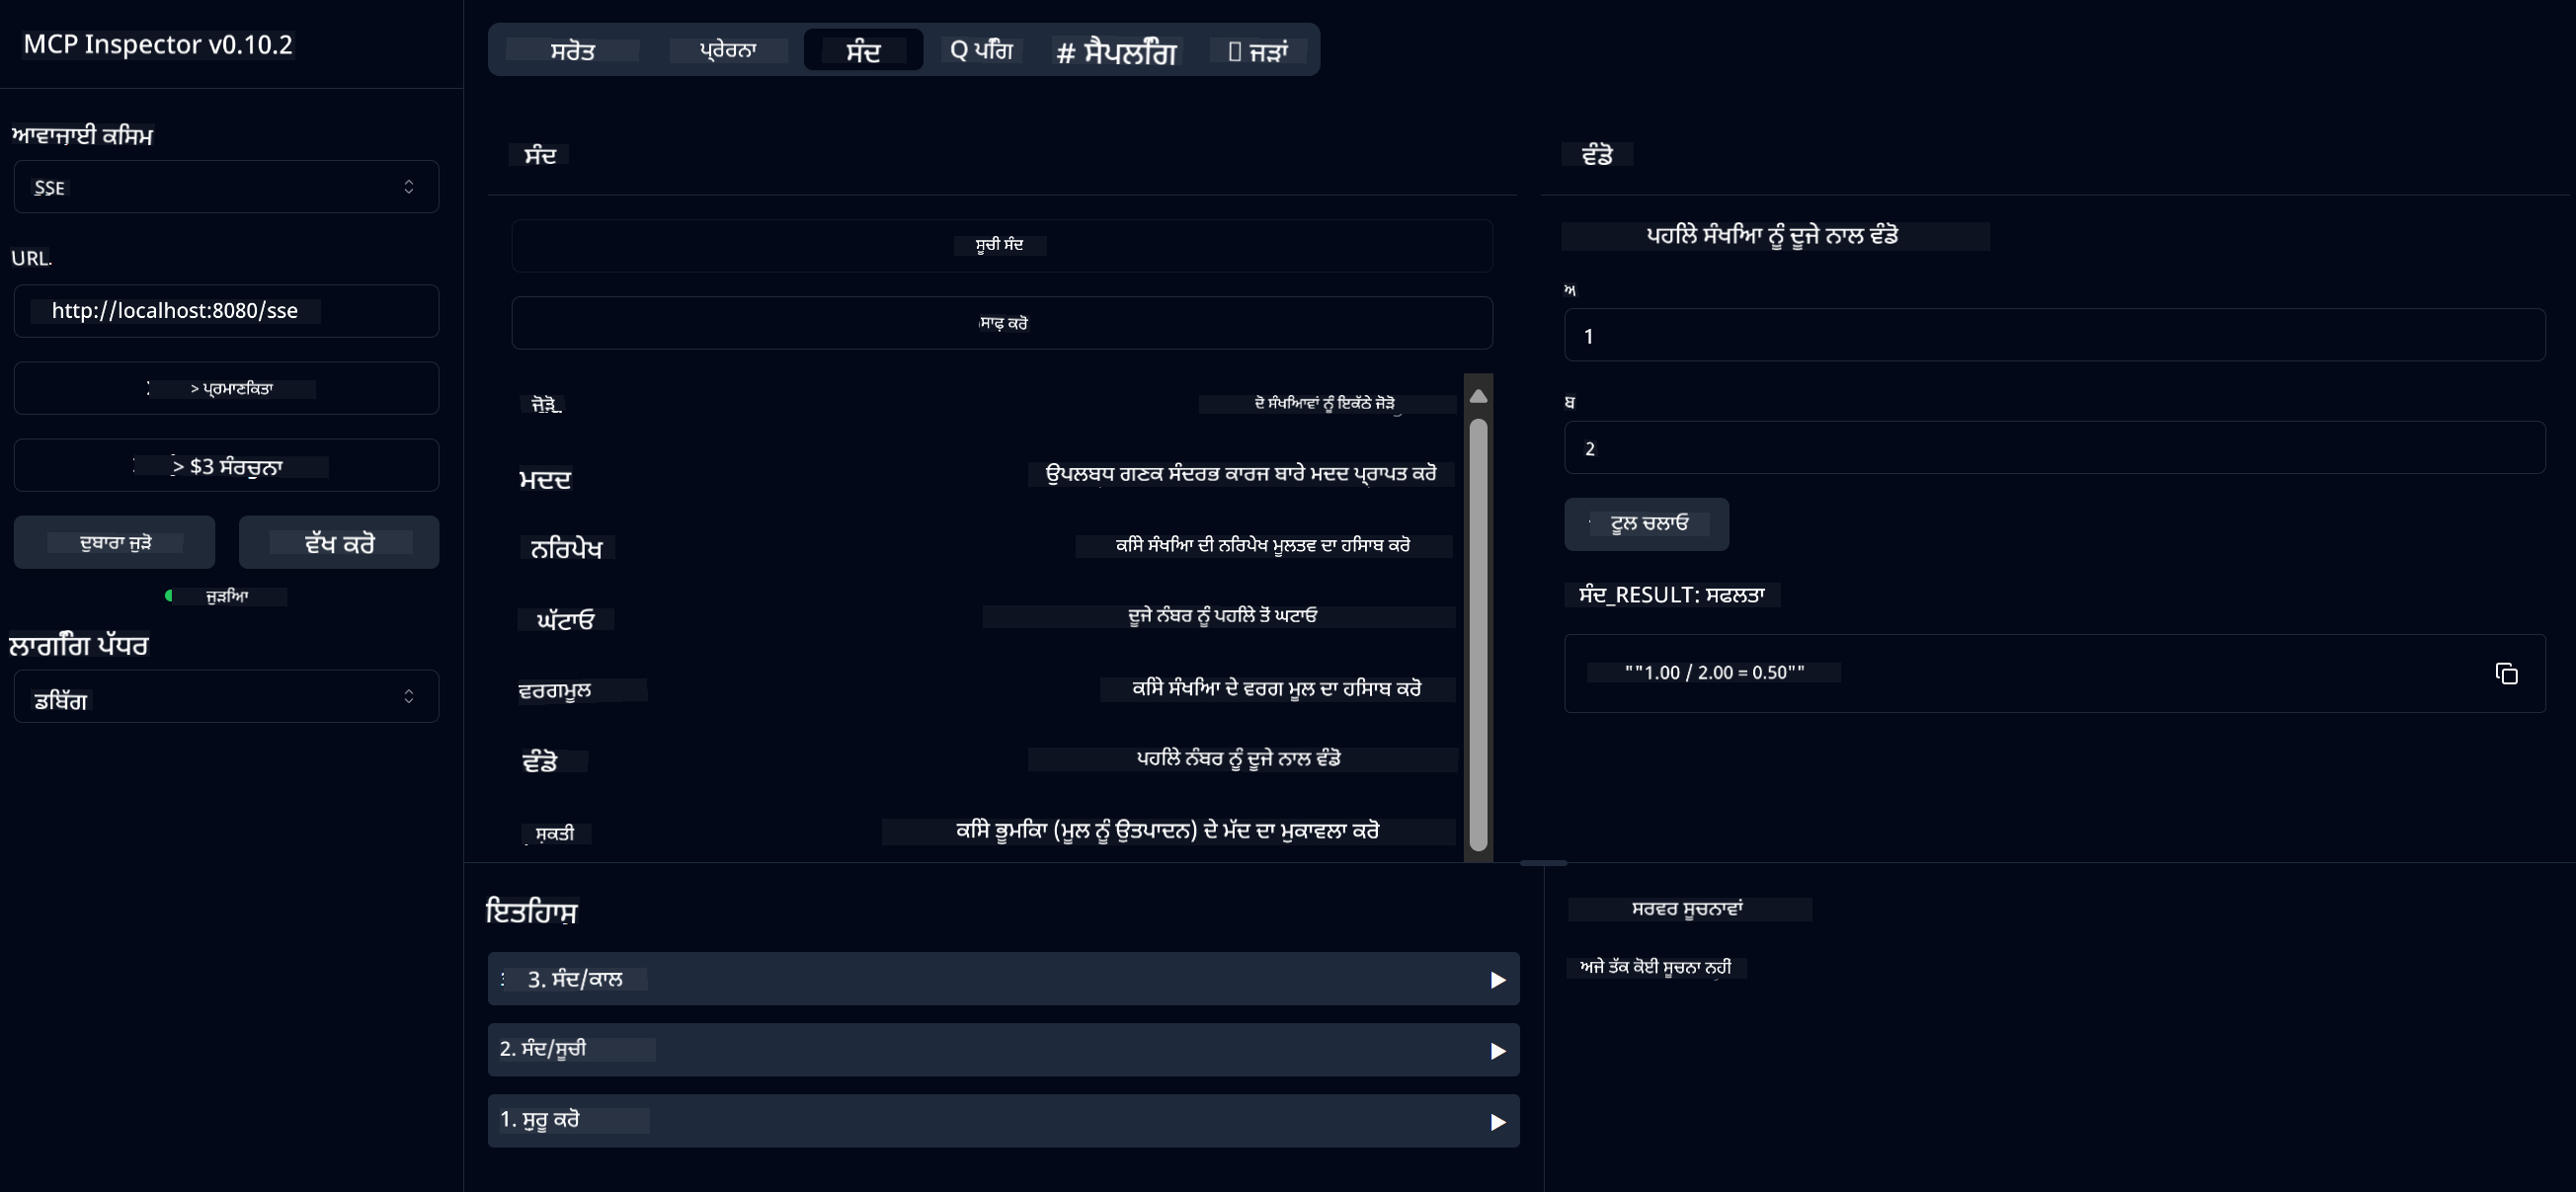 MCP Inspector v0.10.2
ਆਵਾਜਾਈ ਕਿਸਮ
SSE
URL
http://localhost:8080/sse
> ਪ੍ਰਮਾਣਿਕਤਾ
> $3 ਸੰਰਚਨਾ
ਦੁਬਾਰਾ ਜੁੜੋ
ਵੱਖ ਕਰੋ
ਜੁੜਿਆ
ਲਾਗਿੰਗ ਪੱਧਰ
ਡਿਬੱਗ
ਸਰੋਤ
ਪ੍ਰੇਰਨਾ
ਸੰਦ
Q ਪਿੰਗ
# ਸੈਂਪਲਿੰਗ
ਜੜਾਂ
ਸੰਦ
ਸੂਚੀ ਸੰਦ
ਸਾਫ਼ ਕਰੋ
ਜੋੜੋ
ਦੋ ਸੰਖਿਆਵਾਂ ਨੂੰ ਇਕੱਠੇ ਜੋੜੋ
ਮਦਦ
ਉਪਲਬਧ ਗਣਕ ਸੰਦਰਭ ਕਾਰਜ ਬਾਰੇ ਮਦਦ ਪ੍ਰਾਪਤ ਕਰੋ
ਨਿਰਪੇਖ
ਕਿਸੇ ਸੰਖਿਆ ਦੀ ਨਿਰਪੇਖ ਮੂਲਤਵ ਦਾ ਹਿਸਾਬ ਕਰੋ
ਘੱਟਾਓ
ਦੂਜੇ ਨੰਬਰ ਨੂੰ ਪਹਿਲੇ ਤੋਂ ਘਟਾਓ
ਵਰਗਮੂਲ
ਕਿਸੇ ਸੰਖਿਆ ਦੇ ਵਰਗ ਮੂਲ ਦਾ ਹਿਸਾਬ ਕਰੋ
ਵੰਡੋ
ਪਹਿਲੇ ਨੰਬਰ ਨੂੰ ਦੂਜੇ ਨਾਲ ਵੰਡੋ
ਸ਼ਕਤੀ
ਕਿਸੇ ਭੂਮਿਕਾ (ਮੂਲ ਨੂੰ ਉਤਪਾਦਨ) ਦੇ ਮੱਦ ਦਾ ਮੁਕਾਵਲਾ ਕਰੋ
ਵੰਡੋ
ਪਹਿਲੇ ਸੰਖਿਆ ਨੂੰ ਦੂਜੇ ਨਾਲ ਵੰਡੋ
ਅ
1
ਬ
2
ਟੂਲ ਚਲਾਓ
ਸੰਦ_RESULT: ਸਫਲਤਾ
""1.00 / 2.00 = 0.50""
ਇਤਿਹਾਸ
3. ਸੰਦ/ਕਾਲ
2. ਸੰਦ/ਸੂਚੀ
1. ਸ਼ੁਰੂ ਕਰੋ
ਸਰਵਰ ਸੂਚਨਾਵਾਂ
ਅਜੇ ਤੱਕ ਕੋਈ ਸੂਚਨਾ ਨਹੀਂ